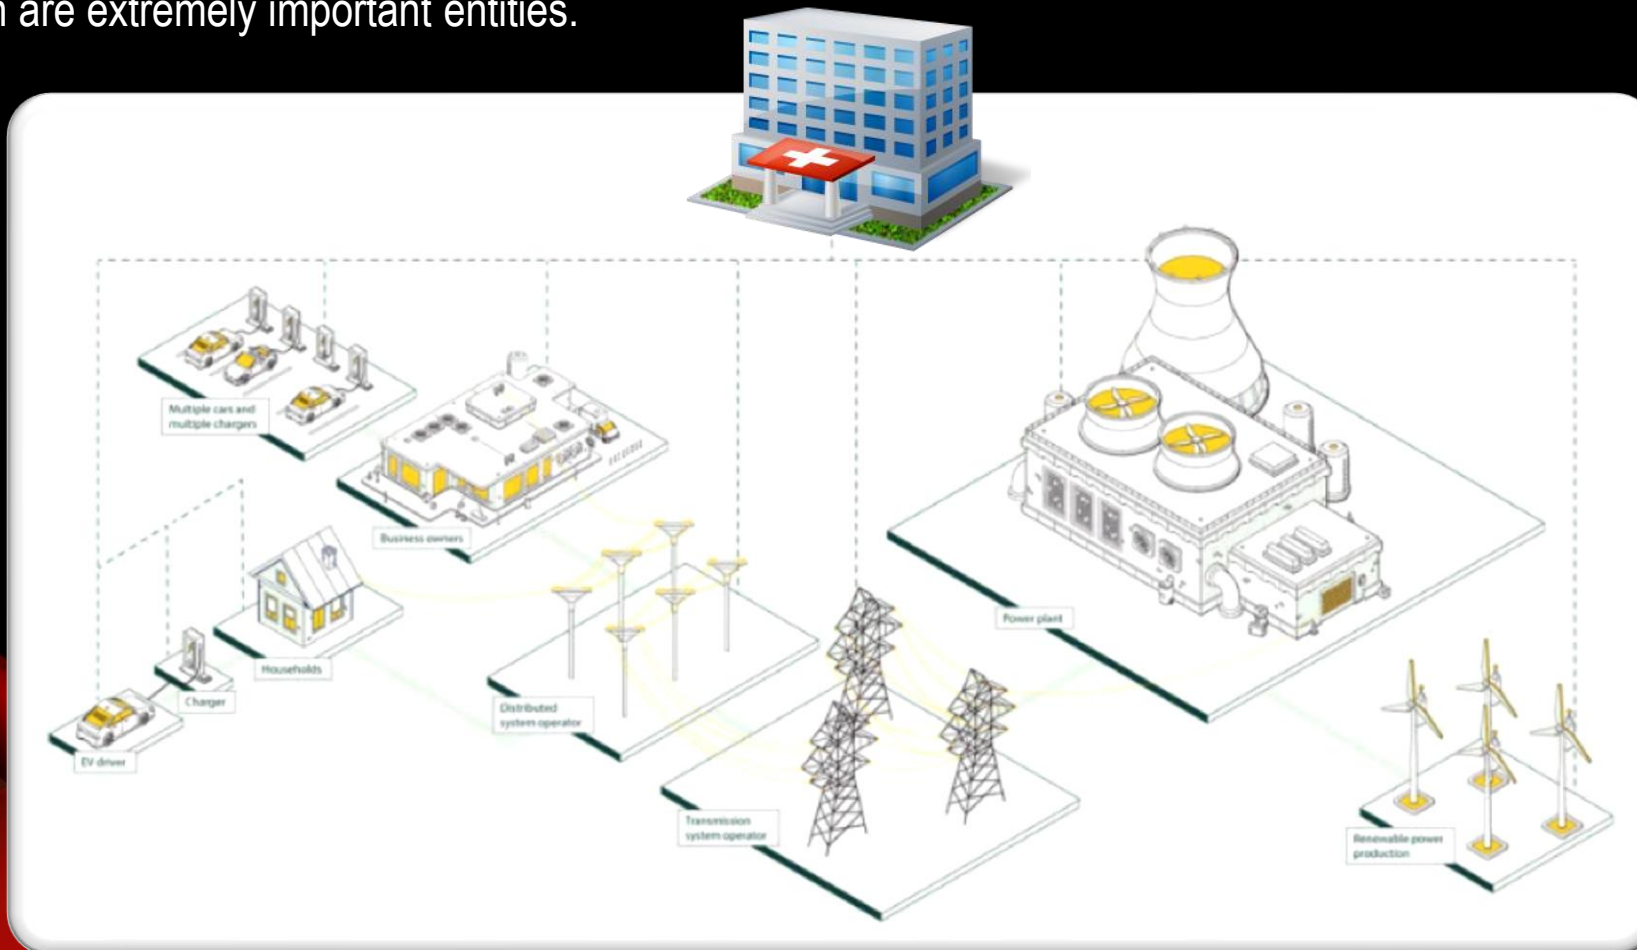 are extremely important entities.
Multiple cars and
multiple chargers
Business owners
Households
Charger
EV driver
Distributed
system operator
Transmission
system operator
Power plant
Renewable power
production